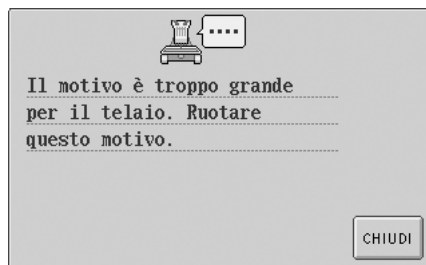 Il motivo è troppo grande
per il telaio. Ruotare
questo motivo.
CHIUDI